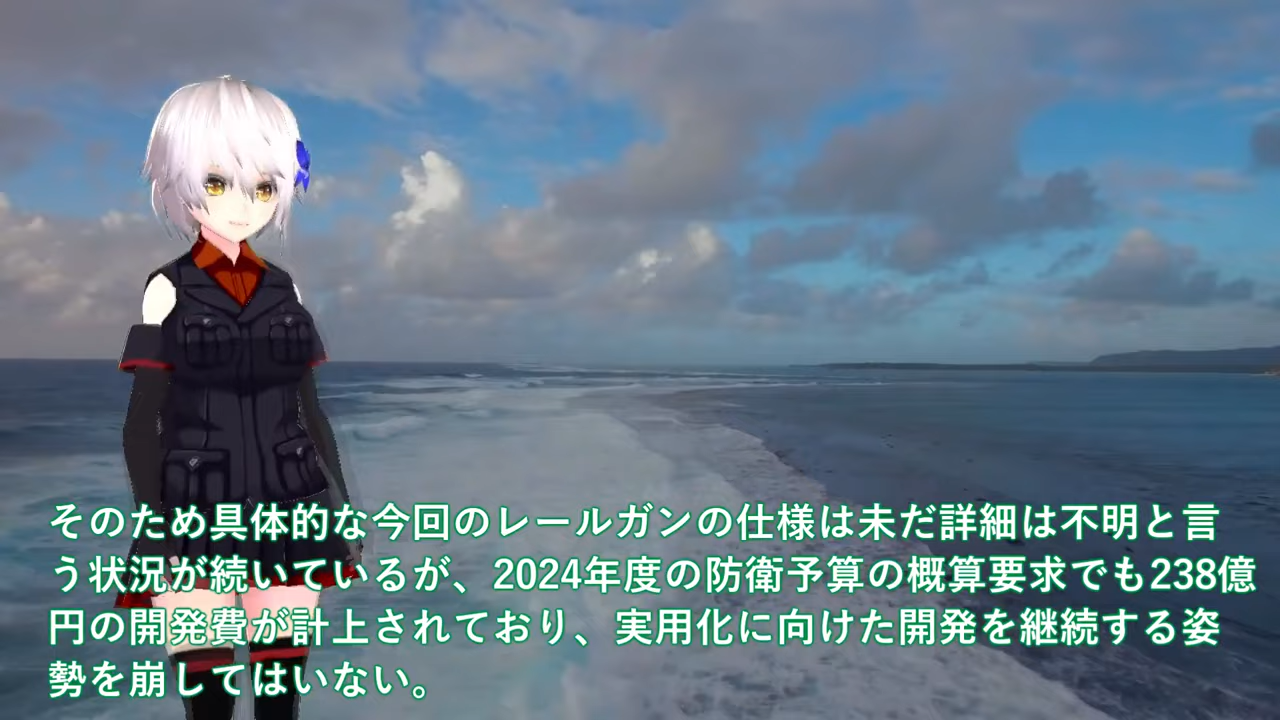 そのため具体的な今回のレールガンの仕様は未だ詳細は不明と言
う状況が続いているが、2024年度の防衛予算の概算要求でも238億
円の開発費が計上されており、実用化に向けた開発を継続する姿
勢を崩してはいない。